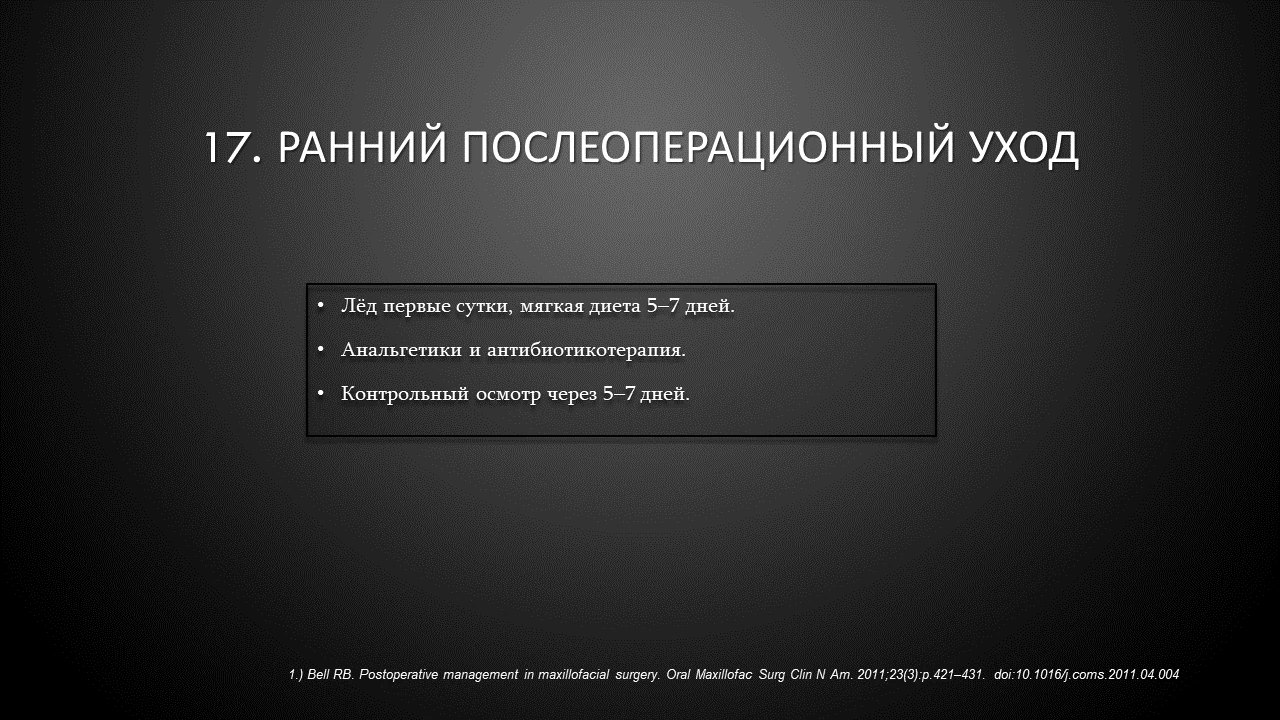 17. РАННИЙ ПОСЛЕОПЕРАЦИОННЫЙ УХОД
• Лёд первые сутки, мягкая диета 5–7 дней.
• Анальгетики и антибиотикотерапия.
• Контрольный осмотр через 5–7 дней.
1.) Bell RB. Postoperative management in maxillofacial surgery. Oral Maxillofac Surg Clin N Am. 2011;23(3):p.421–431. doi:10.1016/j.coms.2011.04.004